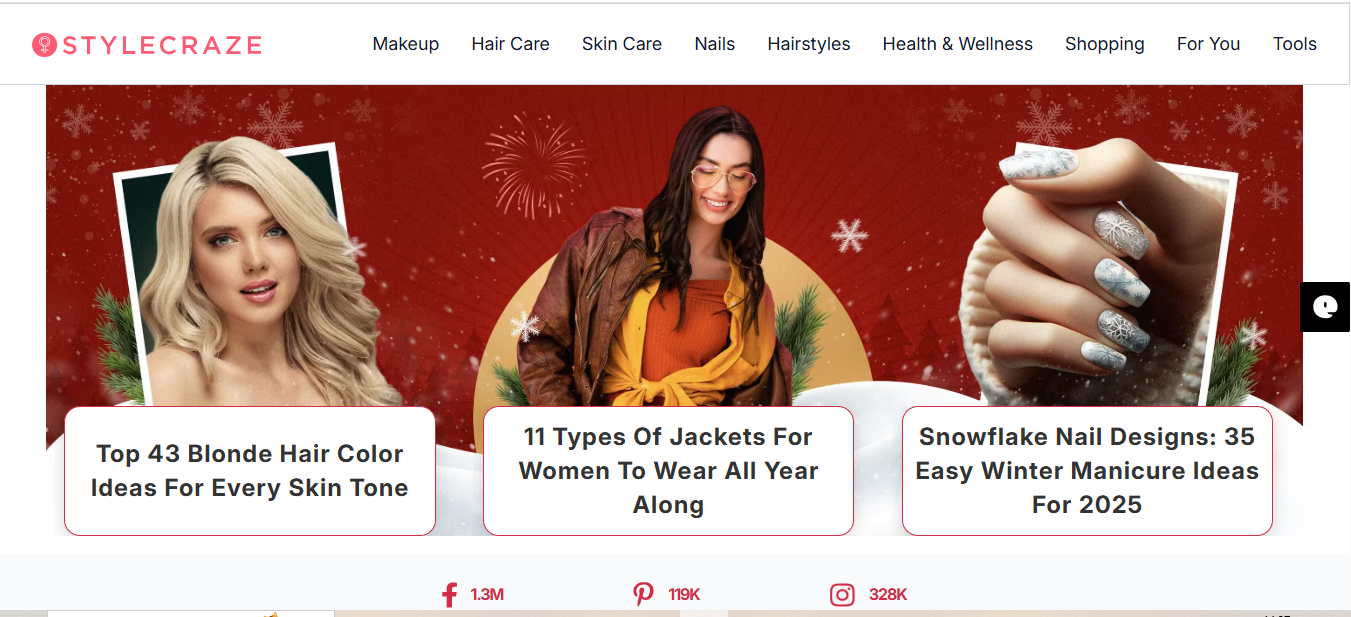 STYLECRAZE
Makeup
Hair Care
Skin Care
Nails
Hairstyles
Health & Wellness
Shopping
For You
Tools
Top 43 Blonde Hair Color
Ideas For Every Skin Tone
11 Types Of Jackets For
Women To Wear All Year
Along
Snowflake Nail Designs: 35
Easy Winter Manicure Ideas
For 2025
1.3M
119K
328K